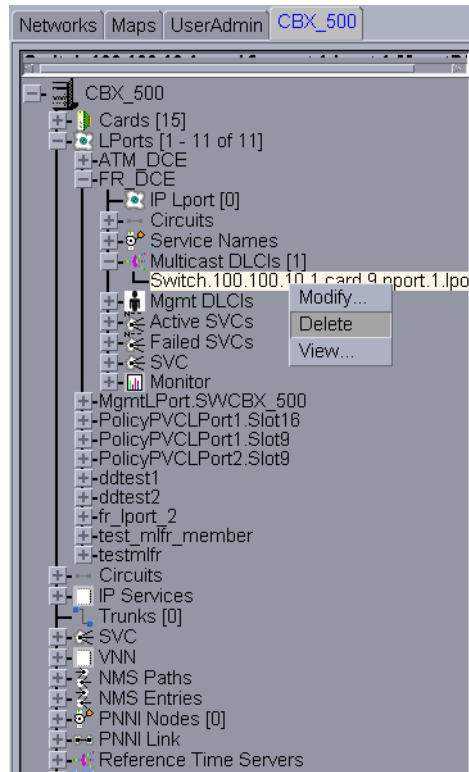 Networks Maps UserAdmin CBX_500
CBX_500
Cards [15]
LPorts [1 - 11 of 11]
ATM_DCE
FR_DCE
IP Lport [0]
Circuits
Service Names
Multicast DLCIs [1]
Switch.100.100.10.1.card.9.pport.1.lpo
Modify...
Mgmt DLCIs
Delete
Active SVCs
View...
Failed SVCs
SVC
Monitor
MgmtLPort.SWCBX_500
PolicyPVCLPort1.Slot16
PolicyPVCLPort1.Slot9
PolicyPVCLPort2.Slot9
ddtest1
ddtest2
fr_lport_2
test_mlfr_member
testmlfr
Circuits
IP Services
Trunks [0]
SVC
VNN
NMS Paths
NMS Entries
PNNI Nodes [0]
PNNI Link
Reference Time Servers